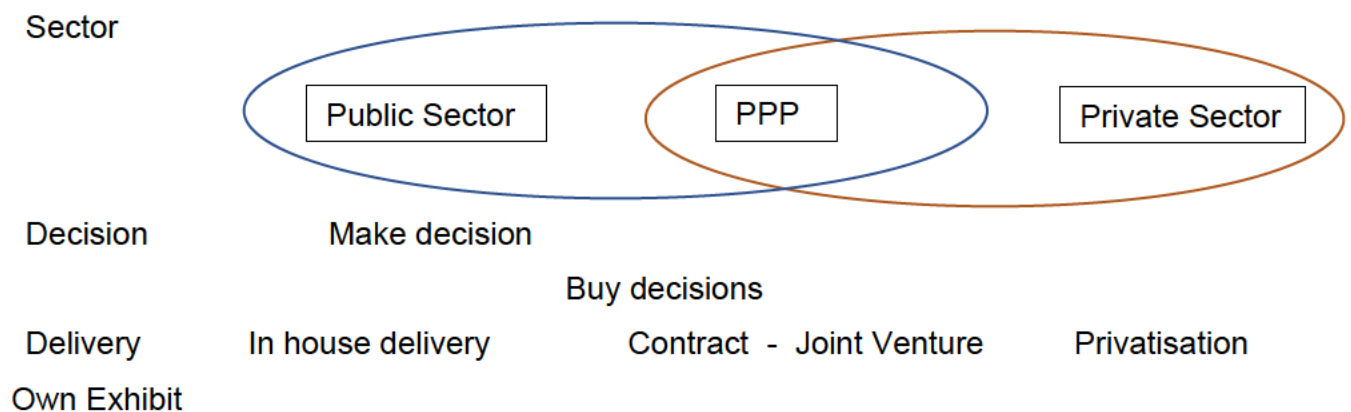 Sector
Public Sector PPP Private Sector
Decision Make decision
Buy decisions
Delivery In house delivery Contract - Joint Venture Privatisation
Own Exhibit